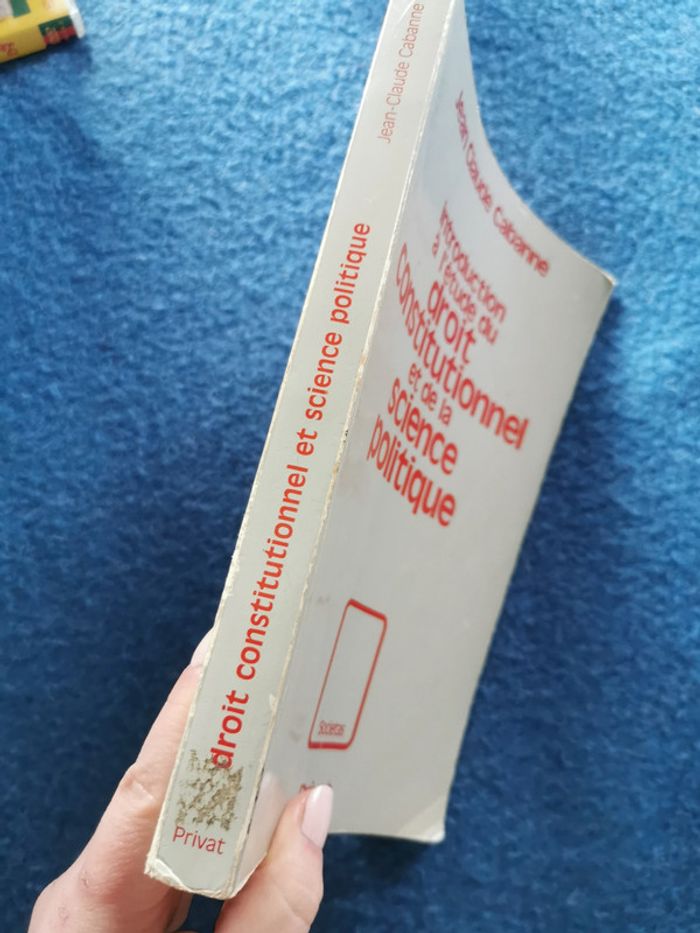 Jean-Claude Cabanne
droit constitutionnel et science politique
Privat
Jean Claude Cabanne
introduction
à l'étude du
droit
constitutionnel
et de la
science
politique